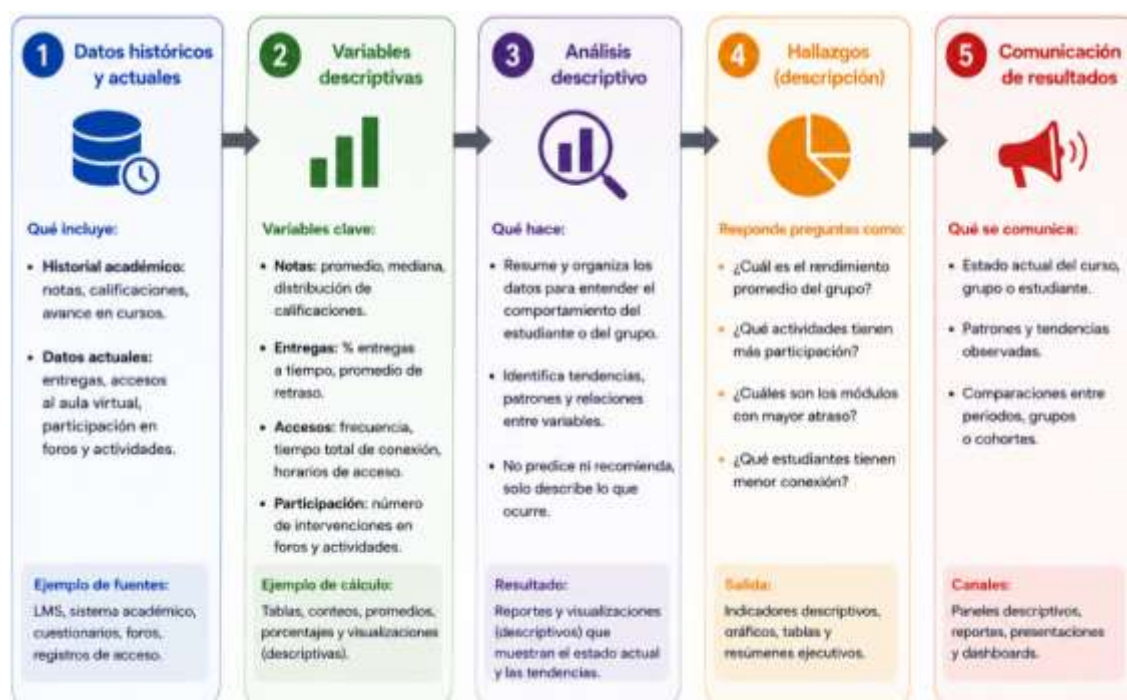 1 Datos históricos
y actuales
Qué incluye:
• Historial académico:
notas, calificaciones,
avance en cursos.
• Datos actuales:
entregas, accesos
al aula virtual,
participación en
foros y actividades.
Ejemplo de fuentes:
LMS, sistema académico,
cuestionarios, foros,
registros de acceso.
2 Variables
descriptivas
Variables clave:
• Notas: promedio, mediana,
distribución de
calificaciones.
• Entregas: % entregas
a tiempo, promedio de
retraso.
• Accesos: frecuencia,
tiempo total de conexión,
horarios de acceso.
• Participación: número
de intervenciones en
foros y actividades.
Ejemplo de cálculo:
Tablas, conteos, promedios,
porcentajes y visualizaciones
(descriptivas).
3 Análisis
descriptivo
Qué hace:
• Resume y organiza los
datos para entender el
comportamiento del
estudiante o del grupo.
• Identifica tendencias,
patrones y relaciones
entre variables.
• No predice ni recomienda,
solo describe lo que
ocurre.
Resultado:
Reportes y visualizaciones
(descriptivos) que
muestran el estado actual
y las tendencias.
4 Hallazgos
(descripción)
Responde preguntas como:
• ¿Cuál es el rendimiento
promedio del grupo?
• ¿Qué actividades tienen
más participación?
• ¿Cuáles son los módulos
con mayor atraso?
• ¿Qué estudiantes tienen
menor conexión?
Salida:
Indicadores descriptivos,
gráficos, tablas y
resúmenes ejecutivos.
5 Comunicación
de resultados
Qué se comunica:
• Estado actual del curso,
grupo o estudiante.
• Patrones y tendencias
observadas.
• Comparaciones entre
periodos, grupos
o cohortes.
Canales:
Paneles descriptivos,
reportes, presentaciones
y dashboards.